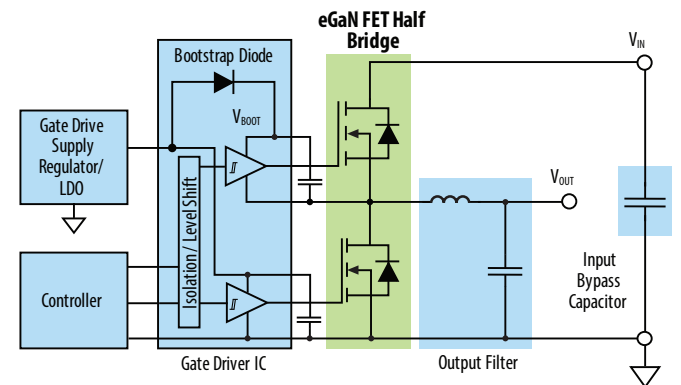 eGaN FET Half
Bridge
Bootstrap Diode
V_IN
V_BOOT
Gate Drive
Supply
Regulator/
LDO
Isolation / Level Shift
V_OUT
Controller
Input
Bypass
Capacitor
Gate Driver IC
Output Filter